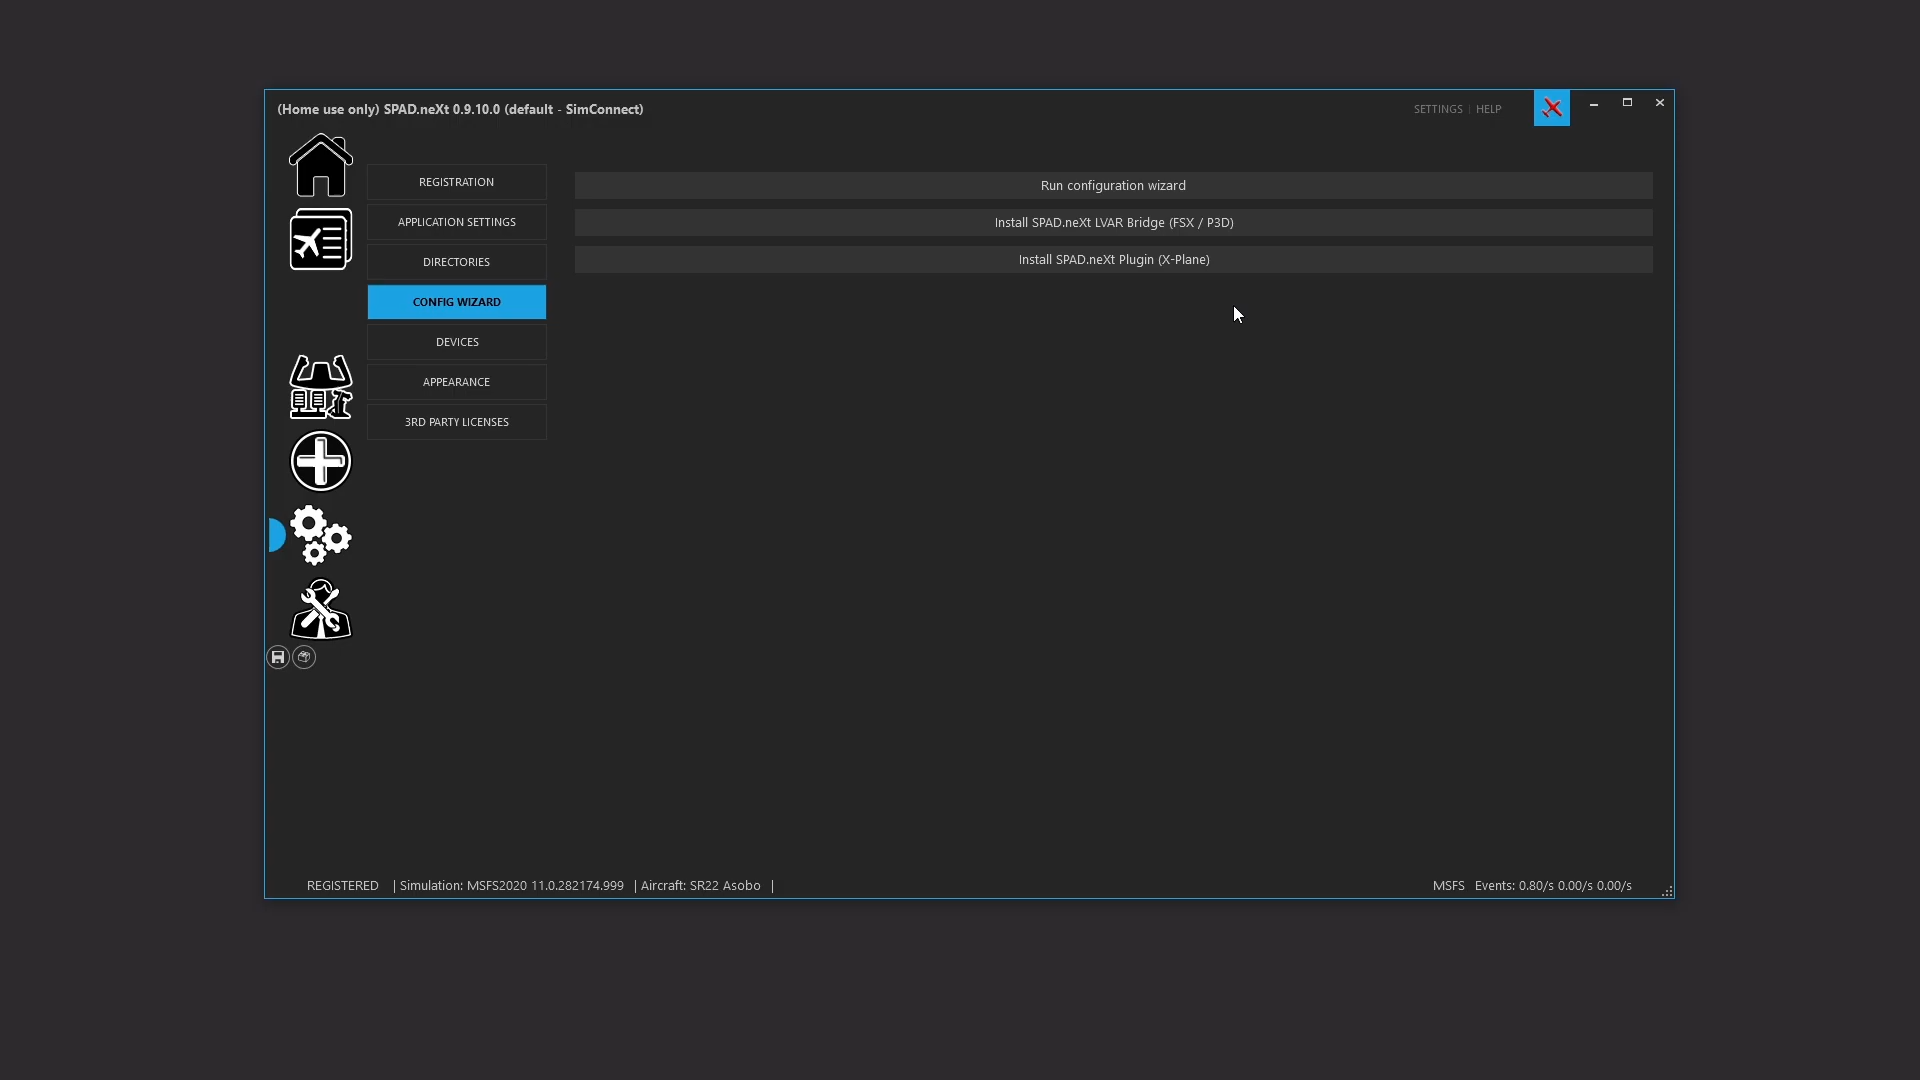 (Home use only) SPAD.neXt 0.9.10.0 (default - SimConnect)
SETTINGS | HELP
REGISTRATION
APPLICATION SETTINGS
DIRECTORIES
CONFIG WIZARD
DEVICES
APPEARANCE
3RD PARTY LICENSES
Run configuration wizard
Install SPAD.neXt LVAR Bridge (FSX / P3D)
Install SPAD.neXt Plugin (X-Plane)
REGISTERED | Simulation: MSFS2020 11.0.282174.999 | Aircraft: SR22 Asobo |
MSFS Events: 0.80/s 0.00/s 0.00/s